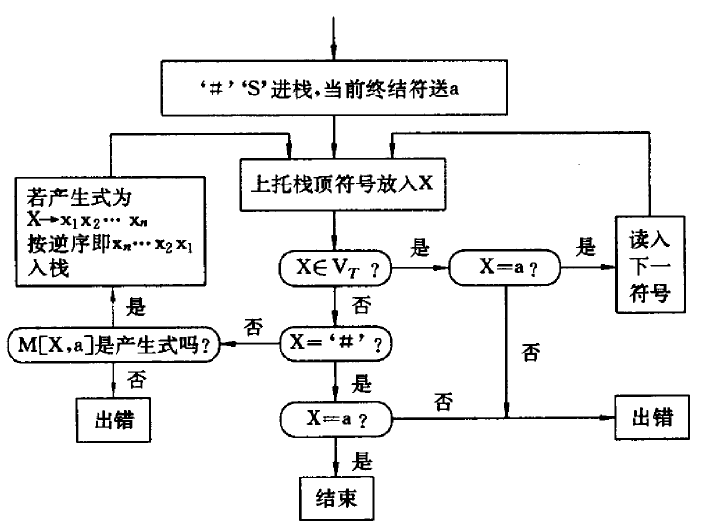 ‘#’‘S’进栈,当前终结符送a
上托栈顶符号放入X
若产生式为
X→x₁x₂⋯ xₙ
按逆序即xₙ⋯x₂x₁
入栈
X∈V_T ?
是
X=a ?
是
读入
下一
符号
是
否
否
M[X,a]是产生式吗?
否
X=‘#’?
否
是
出错
X=a ?
否
出错
是
结束